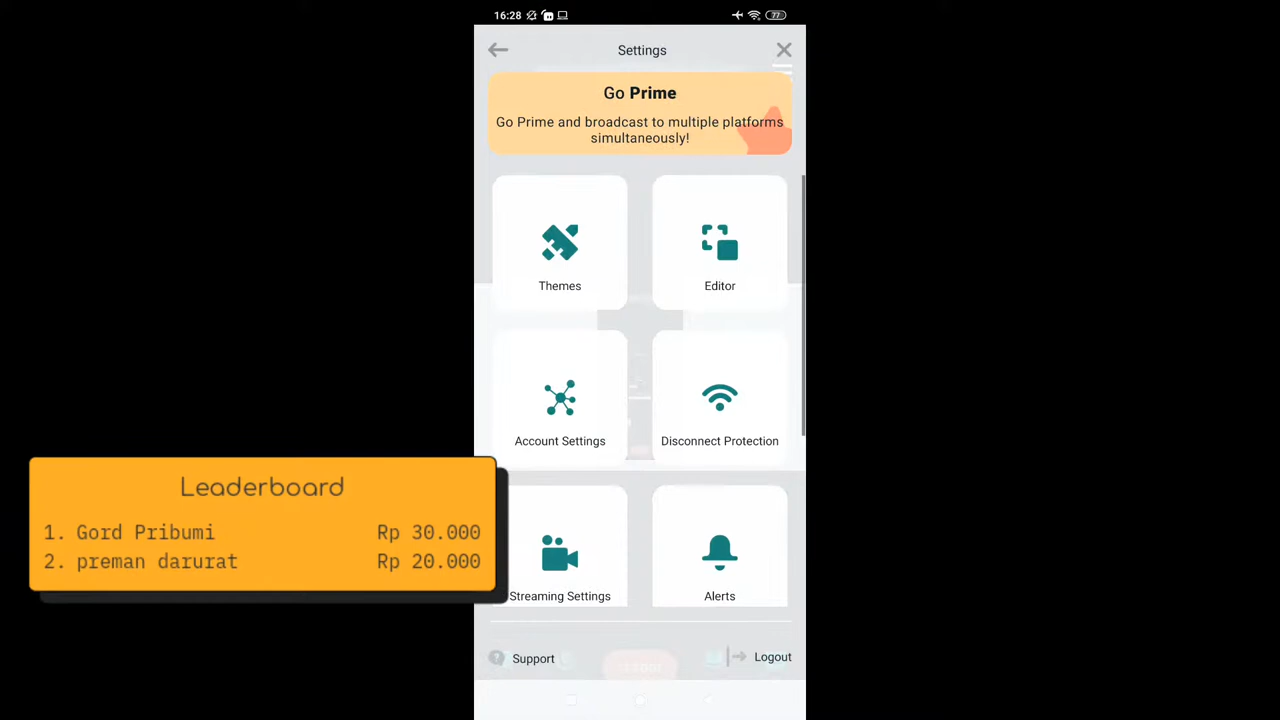 16:28
77
Settings
Go Prime
Go Prime and broadcast to multiple platforms
simultaneously!
Themes
Editor
Account Settings
Disconnect Protection
Streaming Settings
Alerts
Support
Logout
Leaderboard
1. Gord Pribumi Rp 30.000
2. preman darurat Rp 20.000